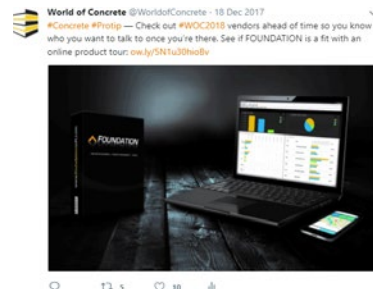 World of Concrete @WorldofConcrete · 18 Dec 2017
#Concrete #Protip — Check out #WOC2018 vendors ahead of time so you know
who you want to talk to once you're there. See if FOUNDATION is a fit with an
online product tour: ow.ly/5N1u30hio8v
FOUNDATION
5
10